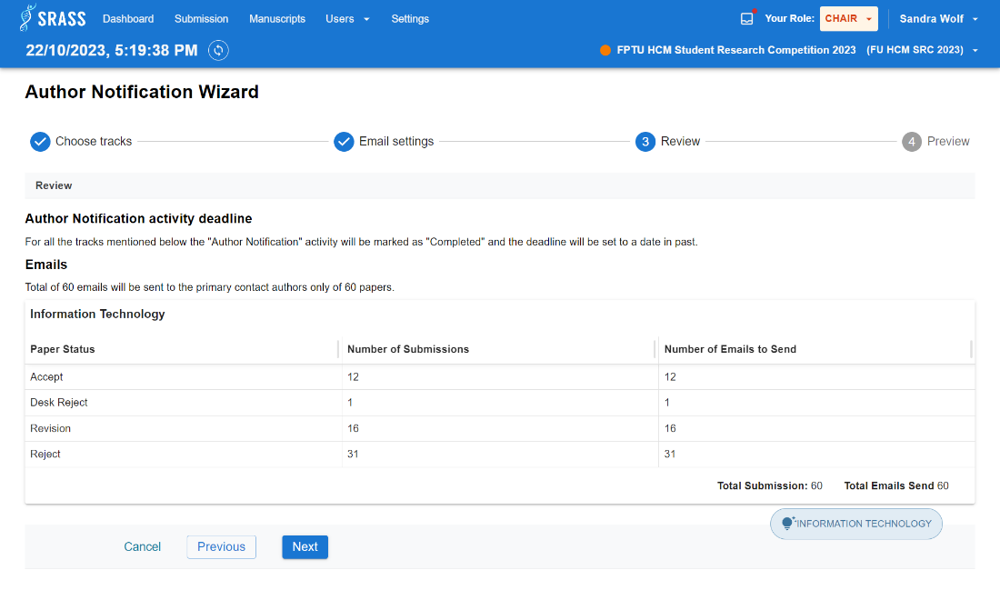 SRASS Dashboard Submission Manuscripts Users Settings Your Role: CHAIR Sandra Wolf
22/10/2023, 5:19:38 PM FPTU HCM Student Research Competition 2023 (FU HCM SRC 2023)
Author Notification Wizard
Choose tracks Email settings 3 Review 4 Preview
Review
Author Notification activity deadline
For all the tracks mentioned below the "Author Notification" activity will be marked as "Completed" and the deadline will be set to a date in past.
Emails
Total of 60 emails will be sent to the primary contact authors only of 60 papers.
Information Technology
Paper Status Number of Submissions Number of Emails to Send
Accept 12 12
Desk Reject 1 1
Revision 16 16
Reject 31 31
Total Submission: 60 Total Emails Send 60
INFORMATION TECHNOLOGY
Cancel Previous Next